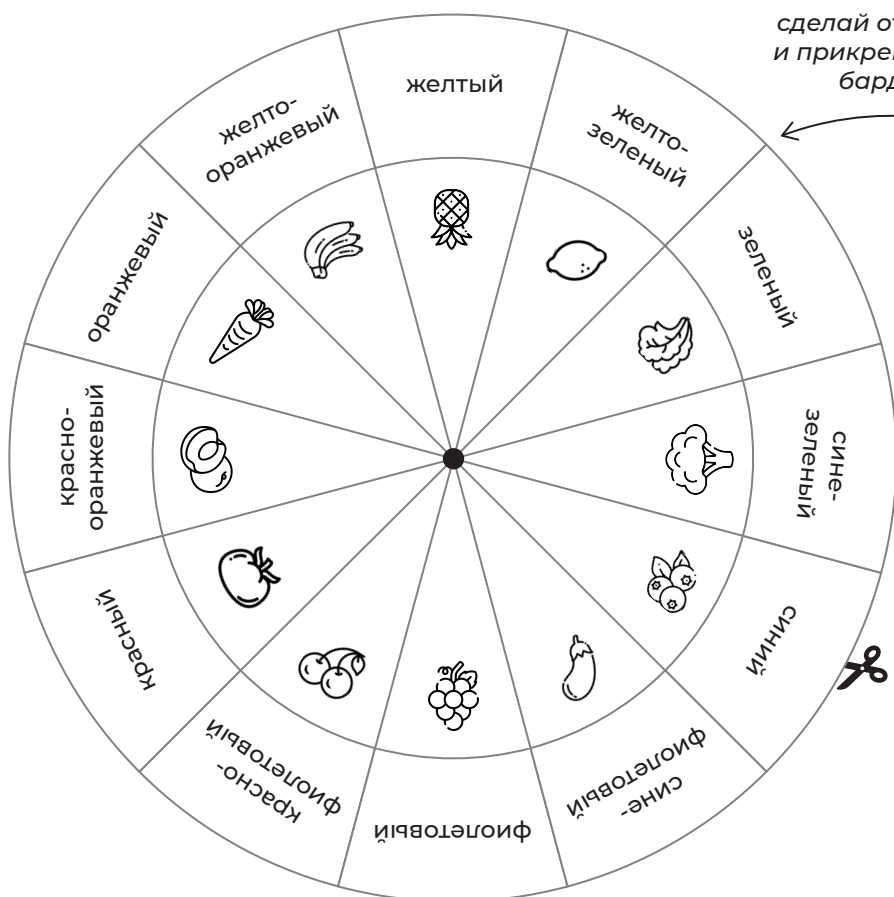 сделай от
и прикреп
бард
желтый
желто-
зеленый
зеленый
сине-
зеленый
синий
сине-
фиолетовый
фиолетовый
красно-
фиолетовый
красный
красно-
оранжевый
оранжевый
желто-
оранжевый